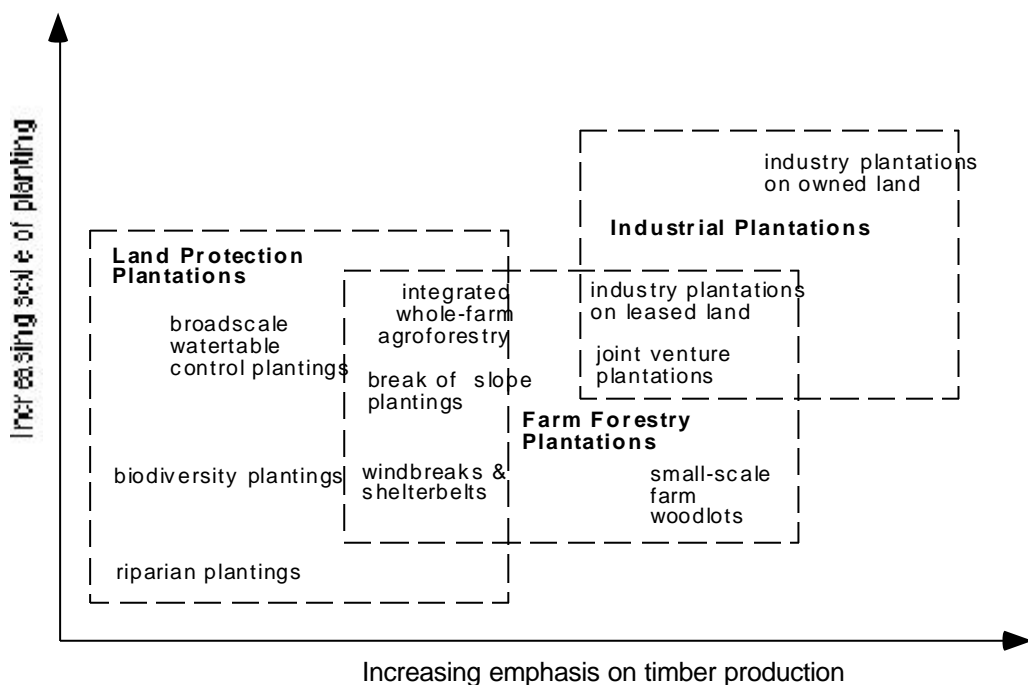 Increasing scale of planting
industry plantations
on owned land
Industrial Plantations
Land Protection
Plantations
integrated
whole-farm
agroforestry
industry plantations
on leased land
broadscale
watertable
control plantings
joint venture
plantations
break of slope
plantings
Farm Forestry
Plantations
biodiversity plantings
windbreaks &
shelterbelts
small-scale
farm
woodlots
riparian plantings
Increasing emphasis on timber production